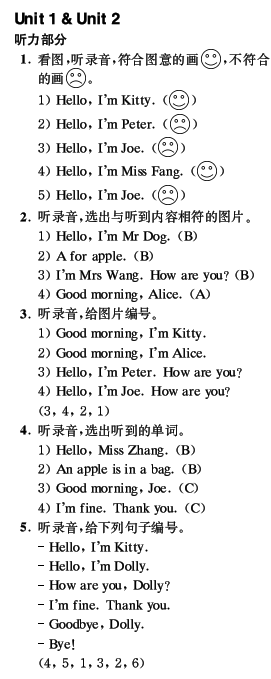 Unit 1 & Unit 2
听力部分
1. 看图,听录音,符合图意的画☺,不符合
的画☹。
1) Hello, I'm Kitty. (☺)
2) Hello, I'm Peter. (☹)
3) Hello, I'm Joe. (☹)
4) Hello, I'm Miss Fang. (☺)
5) Hello, I'm Joe. (☹)
2. 听录音,选出与听到内容相符的图片。
1) Hello, I'm Mr Dog. (B)
2) A for apple. (B)
3) I'm Mrs Wang. How are you? (B)
4) Good morning, Alice. (A)
3. 听录音,给图片编号。
1) Good morning, I'm Kitty.
2) Good morning, I'm Alice.
3) Hello, I'm Peter. How are you?
4) Hello, I'm Joe. How are you?
(3, 4, 2, 1)
4. 听录音,选出听到的单词。
1) Hello, Miss Zhang. (B)
2) An apple is in a bag. (B)
3) Good morning, Joe. (C)
4) I'm fine. Thank you. (C)
5. 听录音,给下列句子编号。
- Hello, I'm Kitty.
- Hello, I'm Dolly.
- How are you, Dolly?
- I'm fine. Thank you.
- Goodbye, Dolly.
- Bye!
(4, 5, 1, 3, 2, 6)